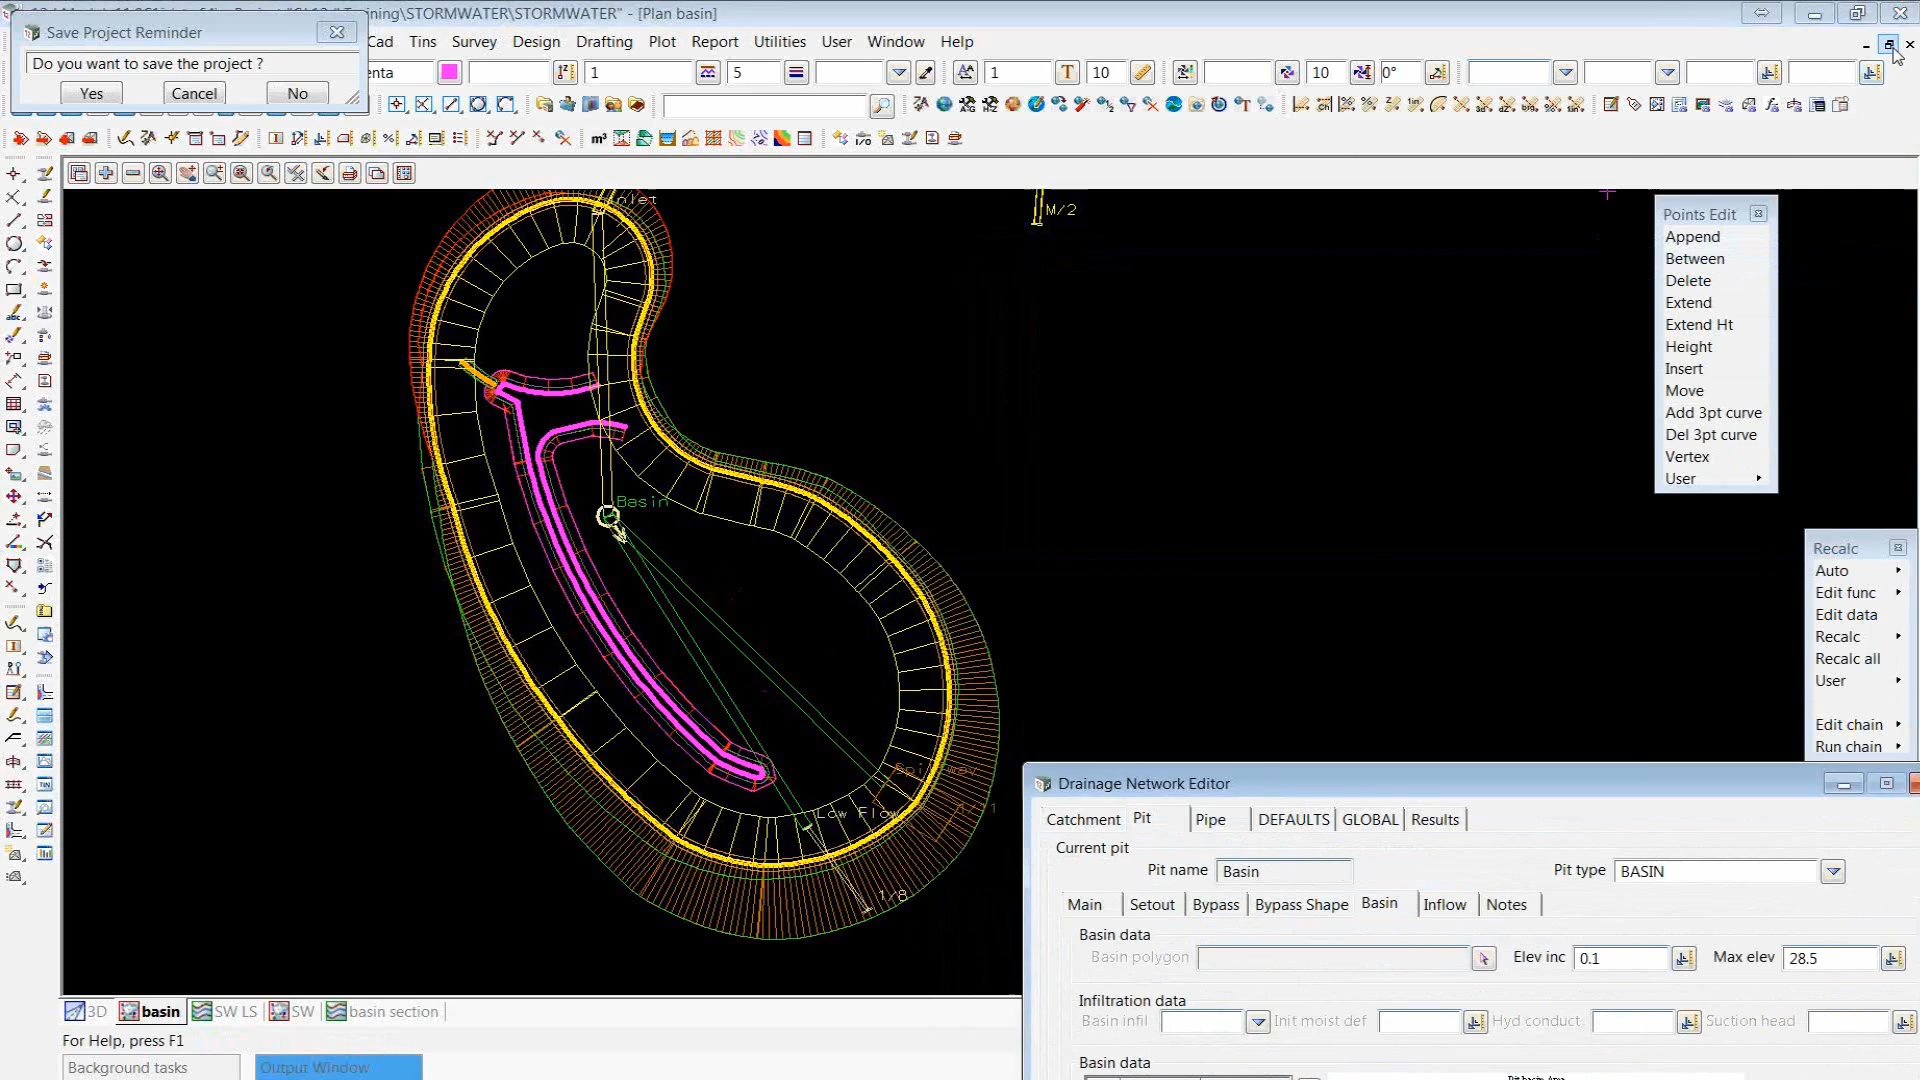 Training\STORMWATER\STORMWATER" - [Plan basin]
Save Project Reminder
Do you want to save the project ?
Yes
Cancel
No
Cad Tins Survey Design Drafting Plot Report Utilities User Window Help
enta
1
5
1
10
10
0°
M/2
Basin
Low Flow
1/8
Points Edit
Append
Between
Delete
Extend
Extend Ht
Height
Insert
Move
Add 3pt curve
Del 3pt curve
Vertex
User
Recalc
Auto
Edit func
Edit data
Recalc
Recalc all
User
Edit chain
Run chain
Drainage Network Editor
Catchment Pit Pipe DEFAULTS GLOBAL Results
Current pit
Pit name Basin Pit type BASIN
Main Setout Bypass Bypass Shape Basin Inflow Notes
Basin data
Basin polygon Elev inc 0.1 Max elev 28.5
Infiltration data
Basin infil Init moist def Hyd conduct Suction head
Basin data
3D basin SW LS SW basin section
For Help, press F1
Background tasks Output Window